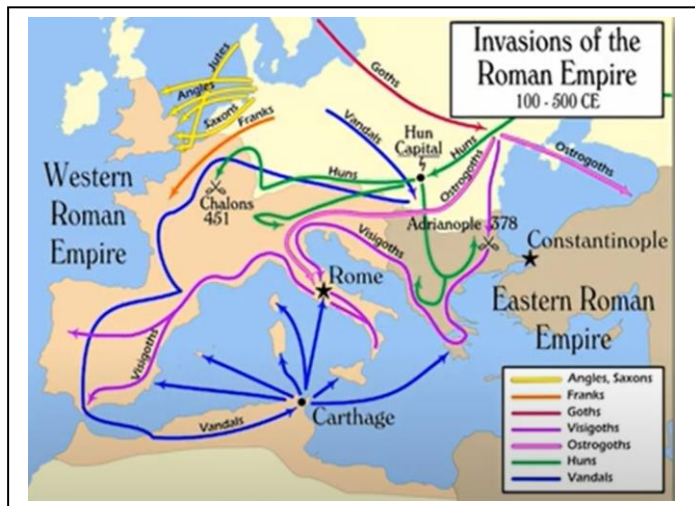 Invasions of the
Roman Empire
100 - 500 CE
Jutes
Angles
Saxons
Franks
Goths
Vandals
Hun
Capital
Huns
Huns
Ostrogoths
Ostrogoths
Western
Roman
Empire
Chalons
451
Adrianople 378
Visigoths
Constantinople
Rome
Eastern Roman
Empire
Visigoths
Carthage
Vandals
Angles, Saxons
Franks
Goths
Visigoths
Ostrogoths
Huns
Vandals